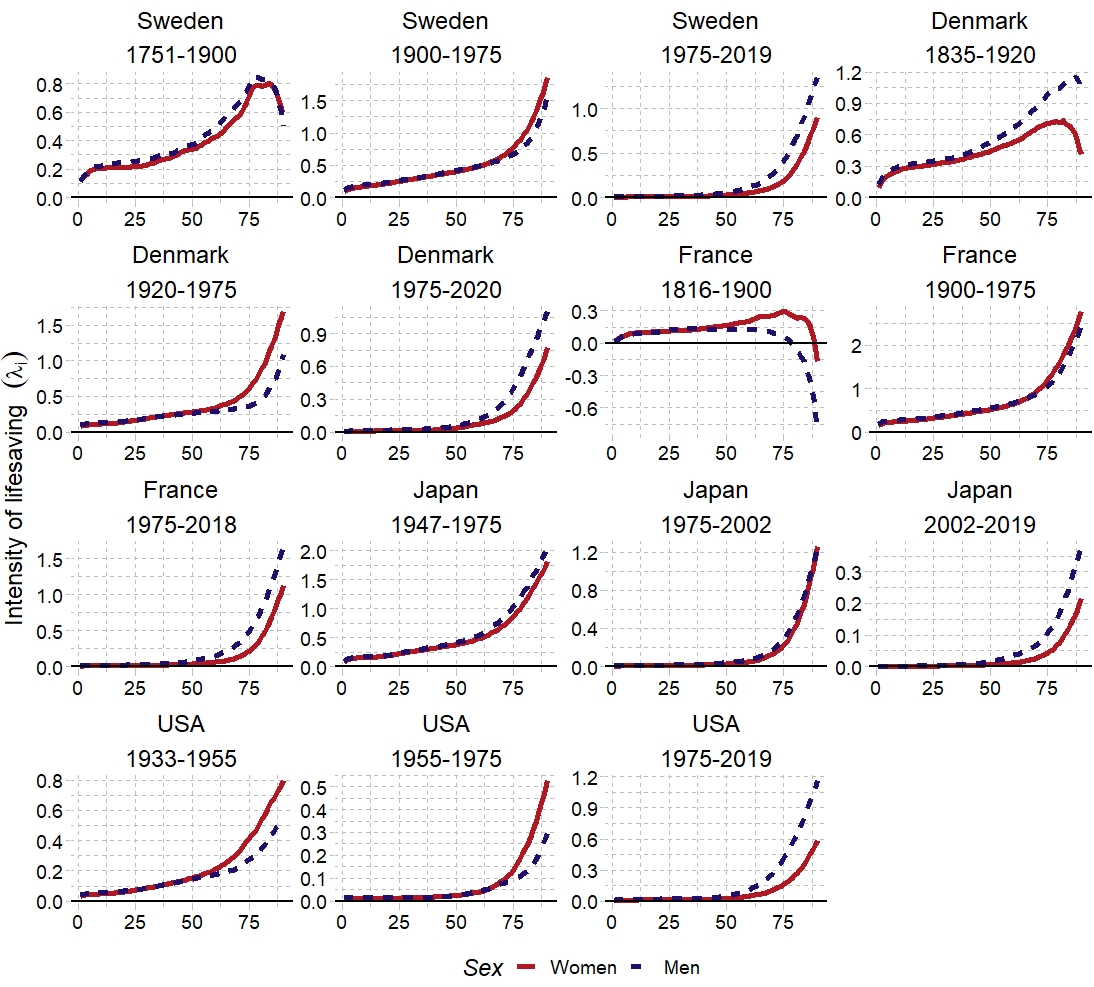 Sweden Sweden Sweden Denmark
1751-1900 1900-1975 1975-2019 1835-1920
0.8 0.6 0.4 0.2 0.0
1.5 1.0 0.5 0.0
1.0 0.5 0.0
1.2 0.9 0.6 0.3 0.0
0 25 50 75 0 25 50 75 0 25 50 75 0 25 50 75
Denmark Denmark France France
1920-1975 1975-2020 1816-1900 1900-1975
1.5 1.0 0.5 0.0
0.9 0.6 0.3 0.0
0.3 0.0 -0.3 -0.6
2 1 0
0 25 50 75 0 25 50 75 0 25 50 75 0 25 50 75
Intensity of lifesaving (λi)
France Japan Japan Japan
1975-2018 1947-1975 1975-2002 2002-2019
1.5 1.0 0.5 0.0
2.0 1.5 1.0 0.5 0.0
1.2 0.8 0.4 0.0
0.3 0.2 0.1 0.0
0 25 50 75 0 25 50 75 0 25 50 75 0 25 50 75
USA USA USA
1933-1955 1955-1975 1975-2019
0.8 0.6 0.4 0.2 0.0
0.5 0.4 0.3 0.2 0.1 0.0
1.2 0.9 0.6 0.3 0.0
0 25 50 75 0 25 50 75 0 25 50 75
Sex Women Men